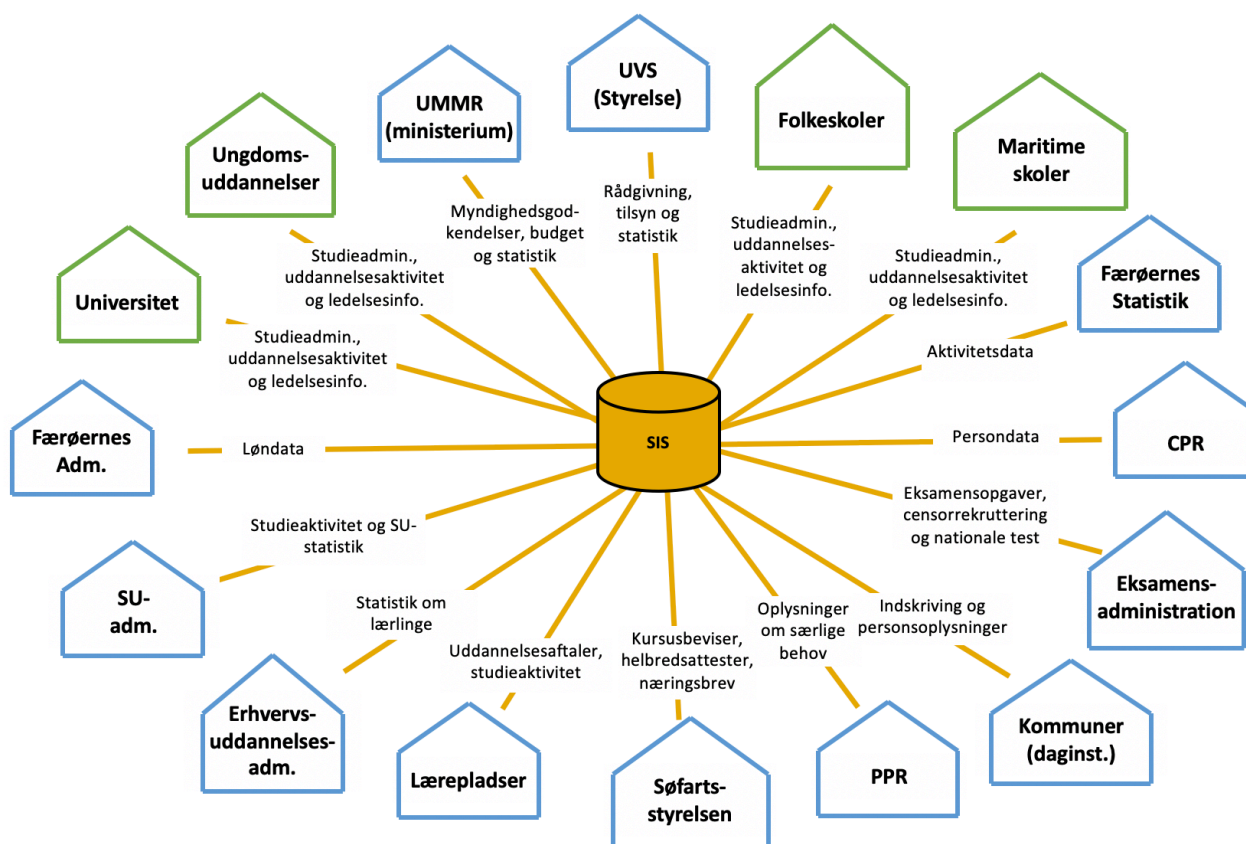 UVS
(Styrelse)
UMMR
(ministerium)
Folkeskoler
Ungdoms-
uddannelser
Maritime
skoler
Rådgivning,
tilsyn og
statistik
Myndighedsgod-
kendelser, budget
og statistik
Studieadmin.,
uddannelses-
aktivitet og
ledelsesinfo.
Studieadmin.,
uddannelsesaktivitet
og ledelsesinfo.
Studieadmin.,
uddannelsesaktivitet
og ledelsesinfo.
Færøernes
Statistik
Universitet
Studieadmin.,
uddannelsesaktivitet
og ledelsesinfo.
Aktivitetsdata
Færøernes
Adm.
Løndata
SIS
Persondata
CPR
Studieaktivitet og SU-
statistik
Eksamensopgaver,
censorrekruttering
og nationale test
SU-
adm.
Eksamens-
administration
Statistik om
lærlinge
Uddannelsesaftaler,
studieaktivitet
Kursusbeviser,
helbredsattester,
næringsbrev
Oplysninger
om særlige
behov
Indskriving og
personsoplysninger
Erhvervs-
uddannelses-
adm.
Lærepladser
Søfarts-
styrelsen
PPR
Kommuner
(daginst.)